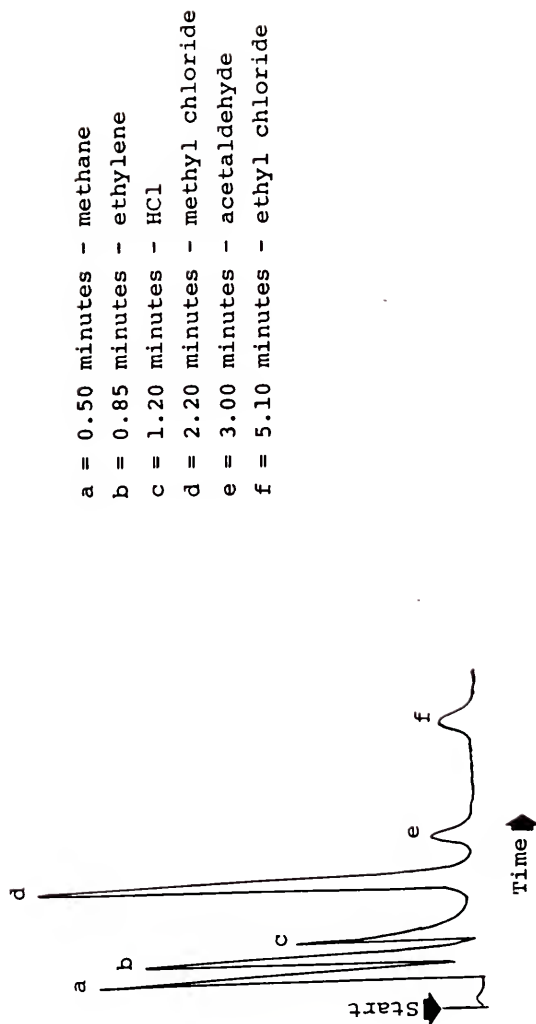 a = 0.50 minutes - methane
b = 0.85 minutes - ethylene
c = 1.20 minutes - HCl
d = 2.20 minutes - methyl chloride
e = 3.00 minutes - acetaldehyde
f = 5.10 minutes - ethyl chloride
d
a
b
c
e
f
Start
Time